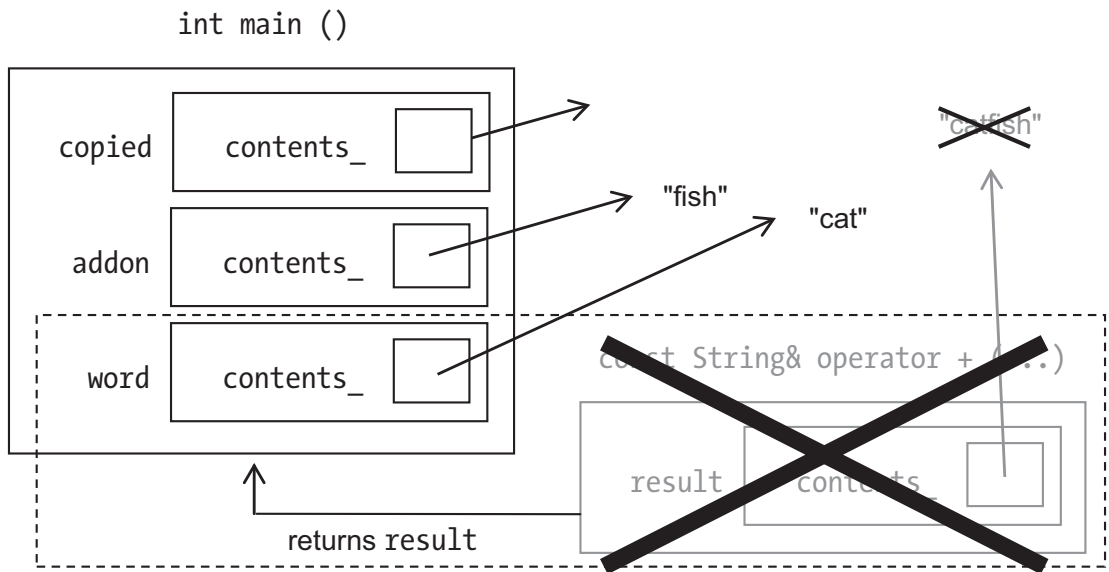 int main ()
copied contents_
"catfish"
addon contents_
"fish"
"cat"
word contents_
const String& operator + (...)
result contents_
returns result